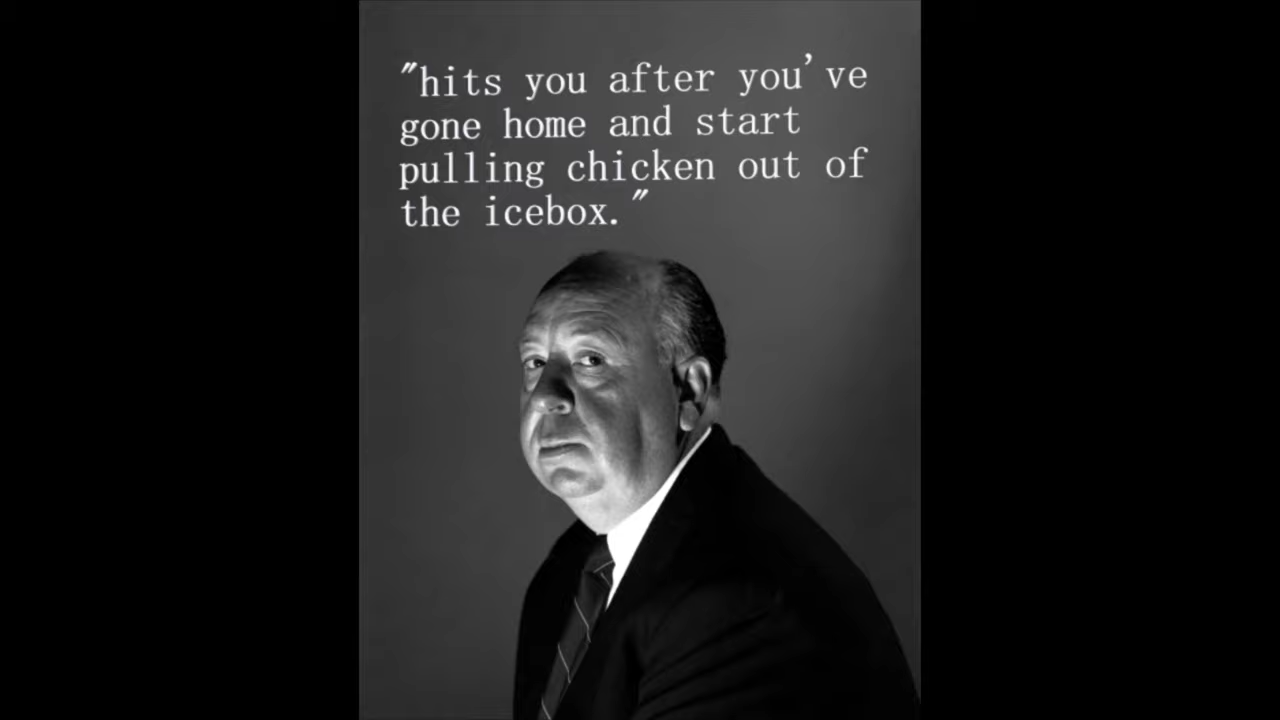 "hits you after you've
gone home and start
pulling chicken out of
the icebox."